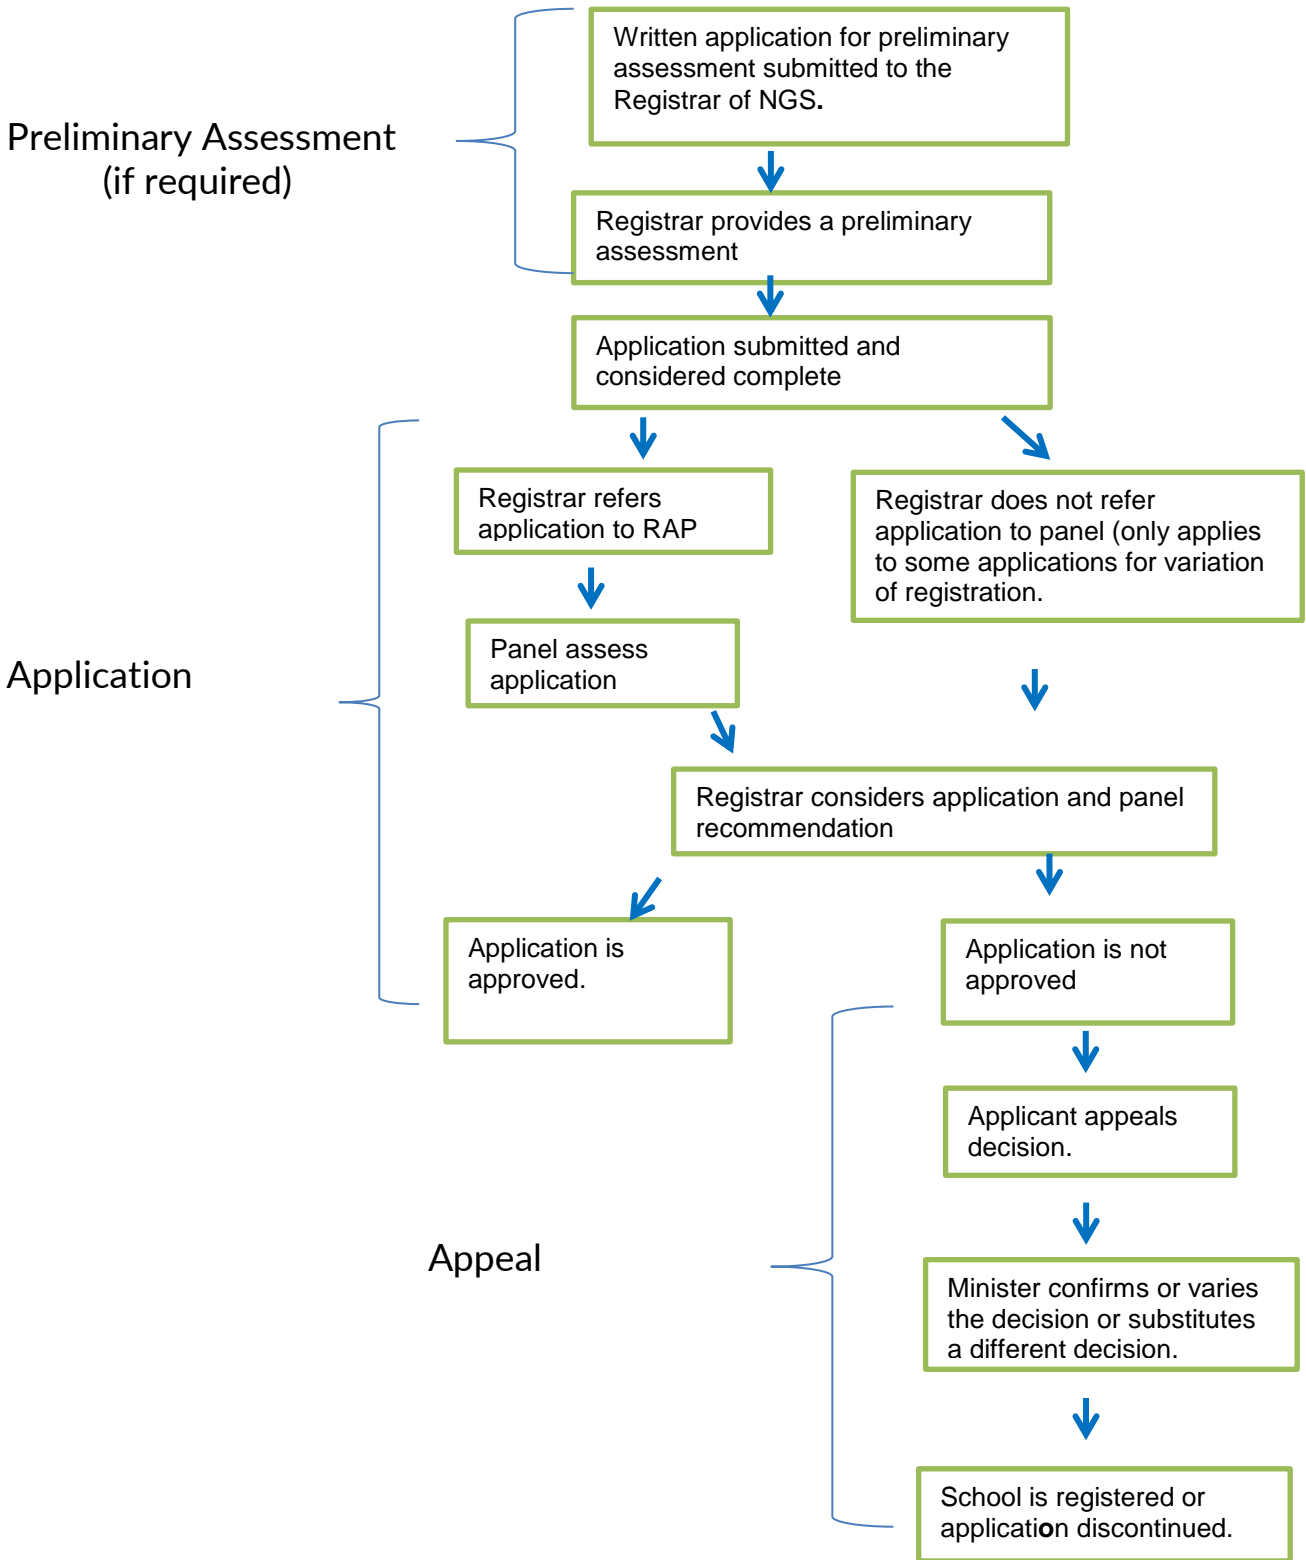 Written application for preliminary
assessment submitted to the
Registrar of NGS.
Preliminary Assessment
(if required)
Registrar provides a preliminary
assessment
Application submitted and
considered complete
Registrar refers
application to RAP
Registrar does not refer
application to panel (only applies
to some applications for variation
of registration.
Panel assess
application
Application
Registrar considers application and panel
recommendation
Application is
approved.
Application is not
approved
Applicant appeals
decision.
Appeal
Minister confirms or varies
the decision or substitutes
a different decision.
School is registered or
application discontinued.